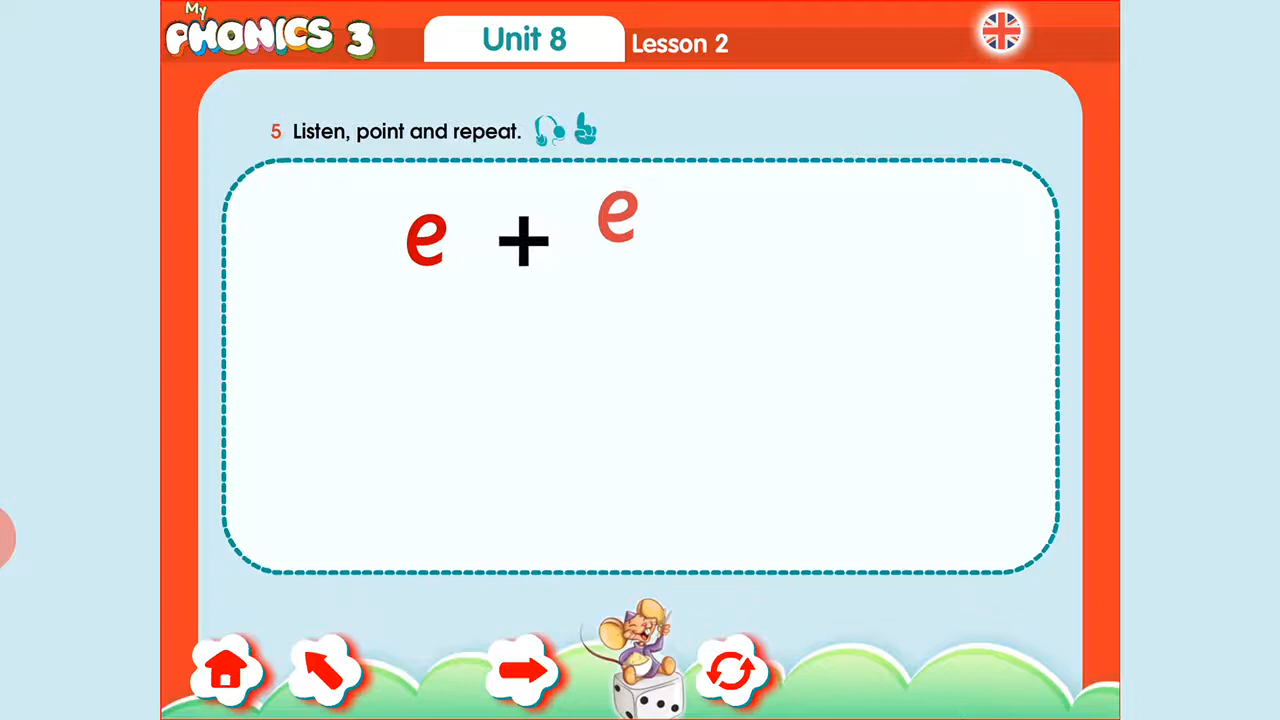 My
PHONICS 3
Unit 8
Lesson 2
5 Listen, point and repeat.
e + e